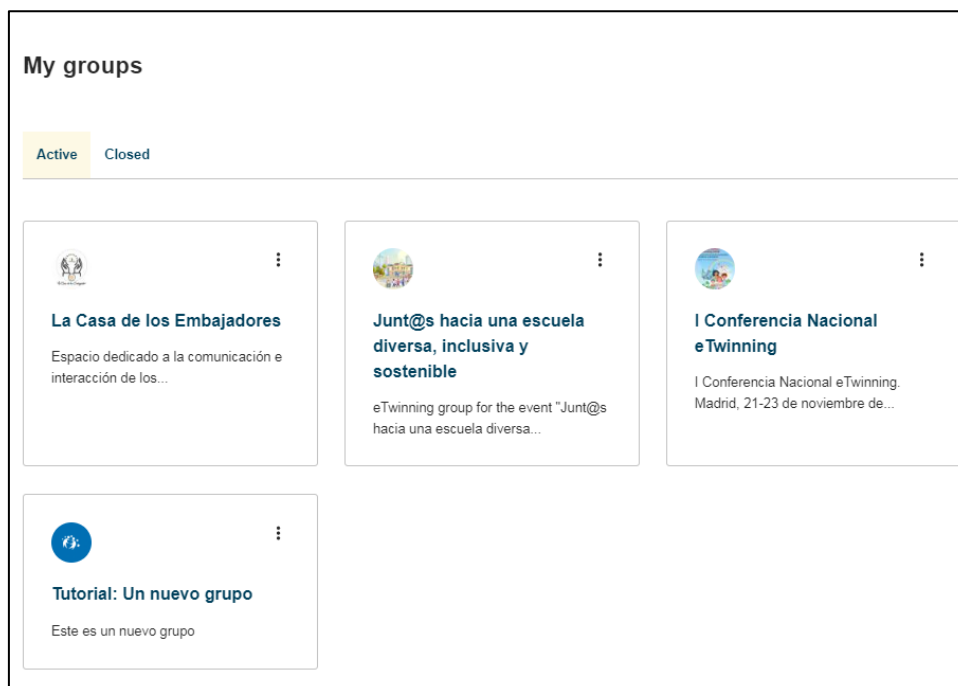 My groups
Active Closed
La Casa de los Embajadores
Espacio dedicado a la comunicación e
interacción de los...
Junt@s hacia una escuela
diversa, inclusiva y
sostenible
eTwinning group for the event "Junt@s
hacia una escuela diversa...
I Conferencia Nacional
eTwinning
I Conferencia Nacional eTwinning.
Madrid, 21-23 de noviembre de...
Tutorial: Un nuevo grupo
Este es un nuevo grupo